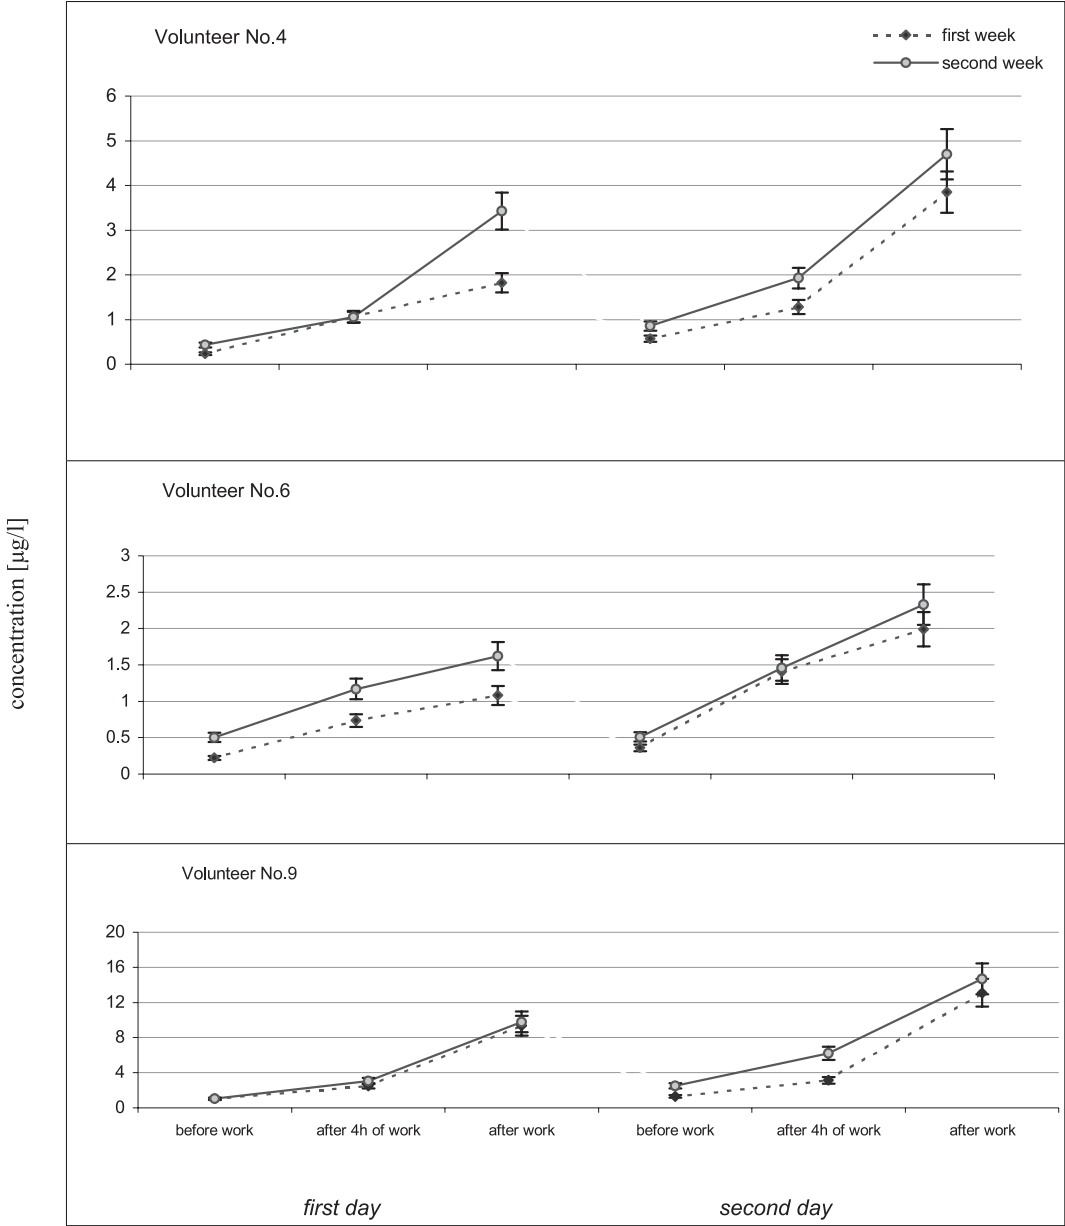 Volunteer No.4
first week
second week
6
5
4
3
2
1
0
Volunteer No.6
concentration [µg/l]
3
2.5
2
1.5
1
0.5
0
Volunteer No.9
20
16
12
8
4
0
before work after 4h of work after work before work after 4h of work after work
first day second day